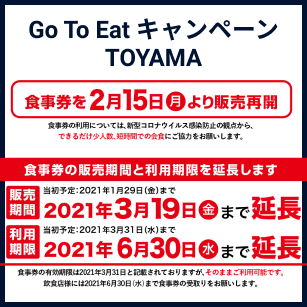 Go To Eat キャンペーン
TOYAMA
食事券を2月15日(月)より販売再開
食事券の利用については、新型コロナウイルス感染防止の観点から、
できるだけ少人数、短時間での会食にご協力をお願いします。
食事券の販売期間と利用期限を延長します
販売期間
当初予定:2021年1月29日(金)まで
2021年3月19日(金)まで延長
利用期限
当初予定:2021年3月31日(水)まで
2021年 6月30日(水)まで延長
食事券の有効期限は2021年3月31日と記載されておりますが、そのままご利用可能です。
飲食店様には2021年6月30日(水)まで食事券の受取りをお願いします。